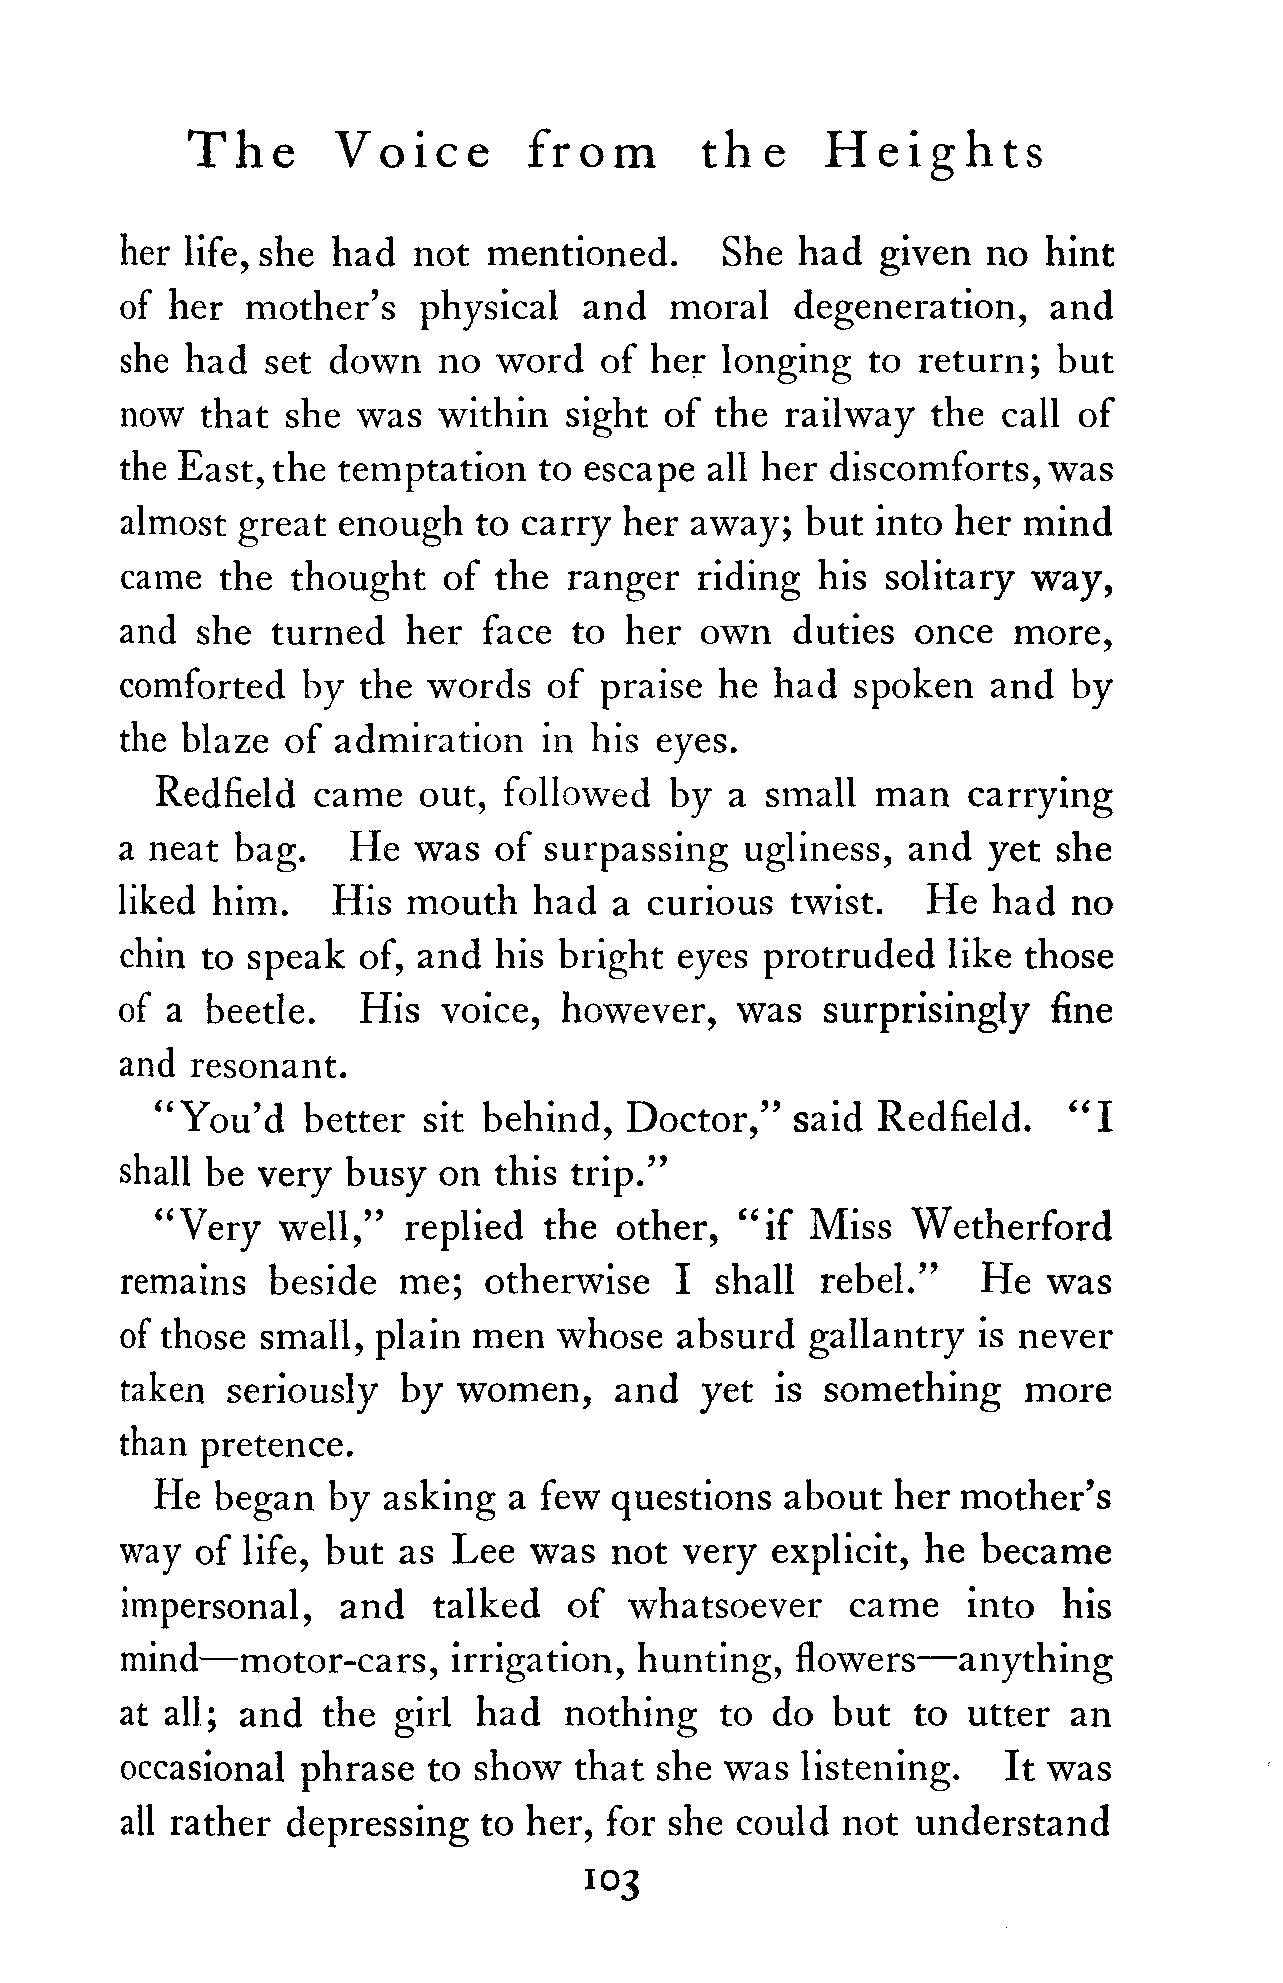 The Voice from the Heights
her life, she had not mentioned. She had given no hint
of her mother's physical and moral degeneration, and
she had set down no word of her longing to return; but
now that she was within sight of the railway the call of
the East, the temptation to escape all her discomforts, was
almost great enough to carry her away; but into her mind
came the thought of the ranger riding his solitary way,
and she turned her face to her own duties once more,
comforted by the words of praise he had spoken and by
the blaze of admiration in his eyes.
Redfield came out, followed by a small man carrying
a neat bag. He was of surpassing ugliness, and yet she
liked him. His mouth had a curious twist. He had no
chin to speak of, and his bright eyes protruded like those
of a beetle. His voice, however, was surprisingly fine
and resonant.
"You'd better sit behind, Doctor," said Redfield. "I
shall be very busy on this trip."
"Very well," replied the other, "if Miss Wetherford
remains beside me; otherwise I shall rebel." He was
of those small, plain men whose absurd gallantry is never
taken seriously by women, and yet is something more
than pretence.
He began by asking a few questions about her mother's
way of life, but as Lee was not very explicit, he became
impersonal, and talked of whatsoever came into his
mind—motor-cars, irrigation, hunting, flowers—anything
at all; and the girl had nothing to do but to utter an
occasional phrase to show that she was listening. It was
all rather depressing to her, for she could not understand
103